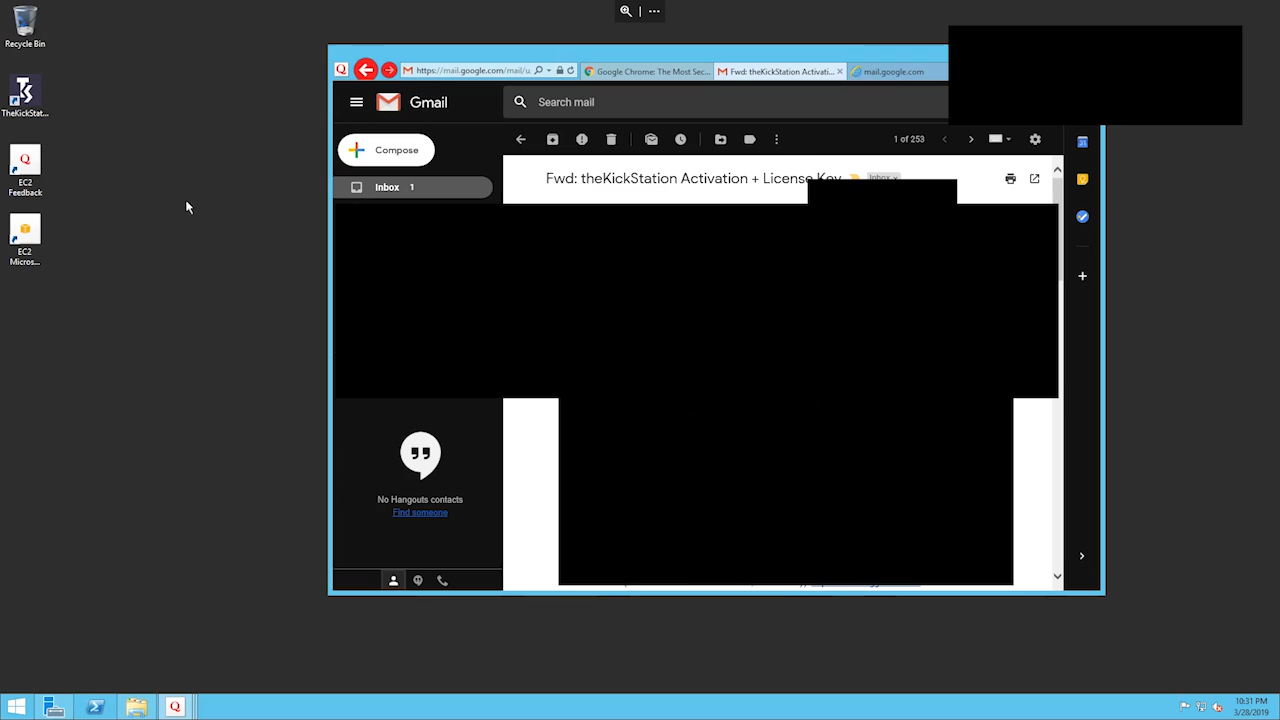 Recycle Bin
TheKickStat...
EC2
Feedback
EC2
Micros...
https://mail.google.com/mail/u
Google Chrome: The Most Sec...
Fwd: theKickStation Activati...
mail.google.com
Gmail
Search mail
Compose
1 of 253
Inbox 1
Fwd: theKickStation Activation + License Key
Inbox
No Hangouts contacts
Find someone
10:31 PM
3/28/2019